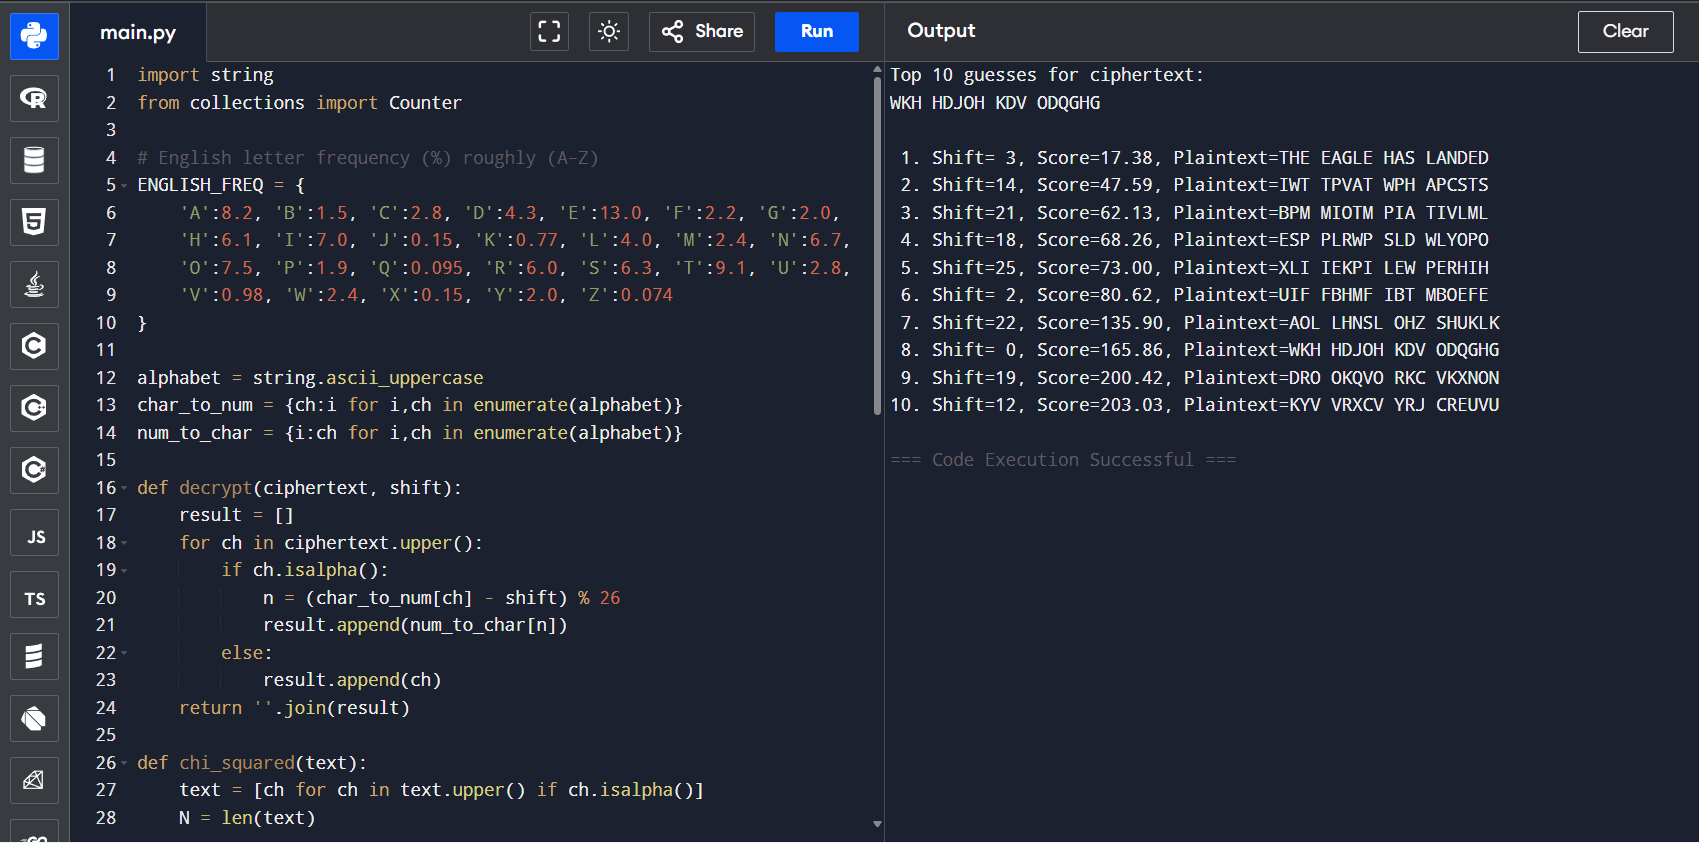 main.py
Share
Run
Output
Clear
1 import string
2 from collections import Counter
3
4 # English letter frequency (%) roughly (A-Z)
5 ENGLISH_FREQ = {
6     'A':8.2, 'B':1.5, 'C':2.8, 'D':4.3, 'E':13.0, 'F':2.2, 'G':2.0,
7     'H':6.1, 'I':7.0, 'J':0.15, 'K':0.77, 'L':4.0, 'M':2.4, 'N':6.7,
8     'O':7.5, 'P':1.9, 'Q':0.095, 'R':6.0, 'S':6.3, 'T':9.1, 'U':2.8,
9     'V':0.98, 'W':2.4, 'X':0.15, 'Y':2.0, 'Z':0.074
10 }
11
12 alphabet = string.ascii_uppercase
13 char_to_num = {ch:i for i,ch in enumerate(alphabet)}
14 num_to_char = {i:ch for i,ch in enumerate(alphabet)}
15
16 def decrypt(ciphertext, shift):
17     result = []
18     for ch in ciphertext.upper():
19         if ch.isalpha():
20             n = (char_to_num[ch] - shift) % 26
21             result.append(num_to_char[n])
22         else:
23             result.append(ch)
24     return ''.join(result)
25
26 def chi_squared(text):
27     text = [ch for ch in text.upper() if ch.isalpha()]
28     N = len(text)
Top 10 guesses for ciphertext:
WKH HDJOH KDV ODQGHG
1. Shift= 3, Score=17.38, Plaintext=THE EAGLE HAS LANDED
2. Shift=14, Score=47.59, Plaintext=IWT TPVAT WPH APCSTS
3. Shift=21, Score=62.13, Plaintext=BPM MIOTM PIA TIVLML
4. Shift=18, Score=68.26, Plaintext=ESP PLRWP SLD WLYOPO
5. Shift=25, Score=73.00, Plaintext=XLI IEKPI LEW PERHIH
6. Shift= 2, Score=80.62, Plaintext=UIF FBHMF IBT MBOEFE
7. Shift=22, Score=135.90, Plaintext=AOL LHNSL OHZ SHUKLK
8. Shift= 0, Score=165.86, Plaintext=WKH HDJOH KDV ODQGHG
9. Shift=19, Score=200.42, Plaintext=DRO OKQVO RKC VKXNON
10. Shift=12, Score=203.03, Plaintext=KYV VRXCV YRJ CREUVU
=== Code Execution Successful ===
R
5
C
C
C
JS
TS